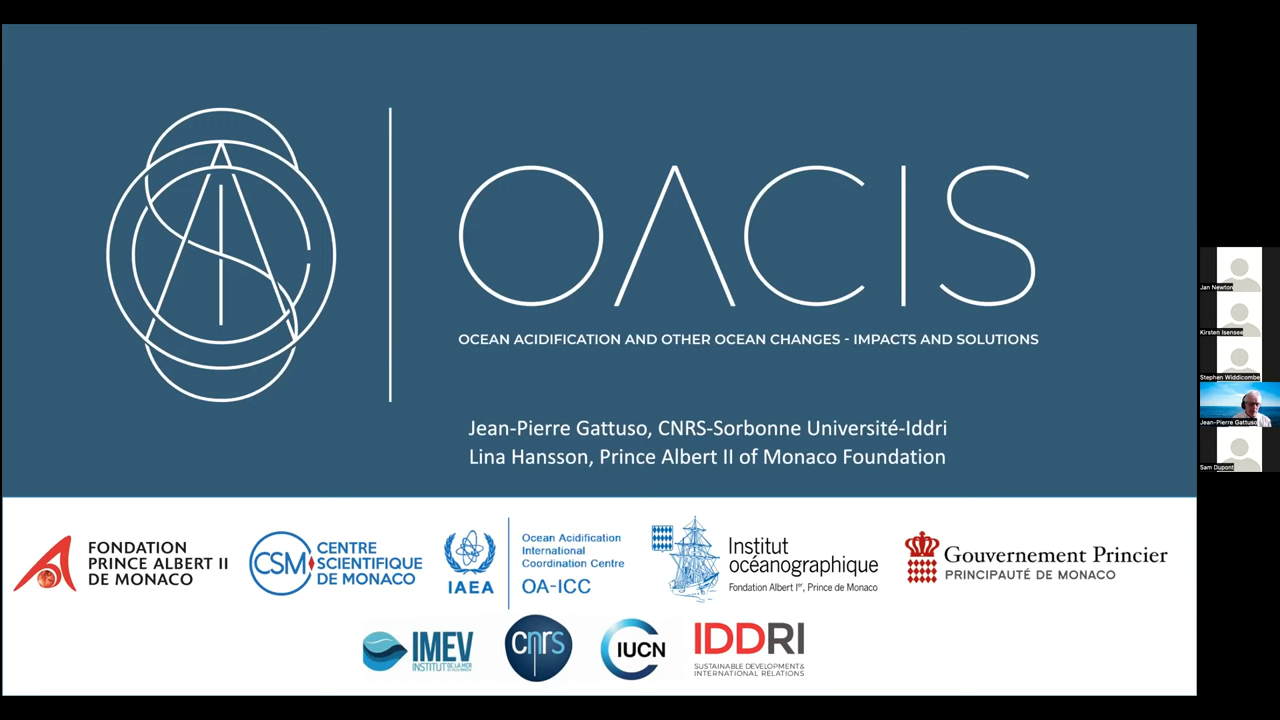 OACIS
OCEAN ACIDIFICATION AND OTHER OCEAN CHANGES - IMPACTS AND SOLUTIONS
Jean-Pierre Gattuso, CNRS-Sorbonne Université-Iddri
Lina Hansson, Prince Albert II of Monaco Foundation
FONDATION
PRINCE ALBERT II
DE MONACO
CSM
CENTRE
SCIENTIFIQUE
DE MONACO
IAEA
Ocean Acidification
International
Coordination Centre
OA-ICC
Institut
océanographique
Fondation Albert Ier, Prince de Monaco
Gouvernement Princier
PRINCIPAUTÉ DE MONACO
IMEV
INSTITUT DE LA MER
cnrs
IUCN
IDDRI
SUSTAINABLE DEVELOPMENT &
INTERNATIONAL RELATIONS
Jan Newton
Kirsten Isensee
Stephen Widdicombe
Jean-Pierre Gattuso
Sam Dupont